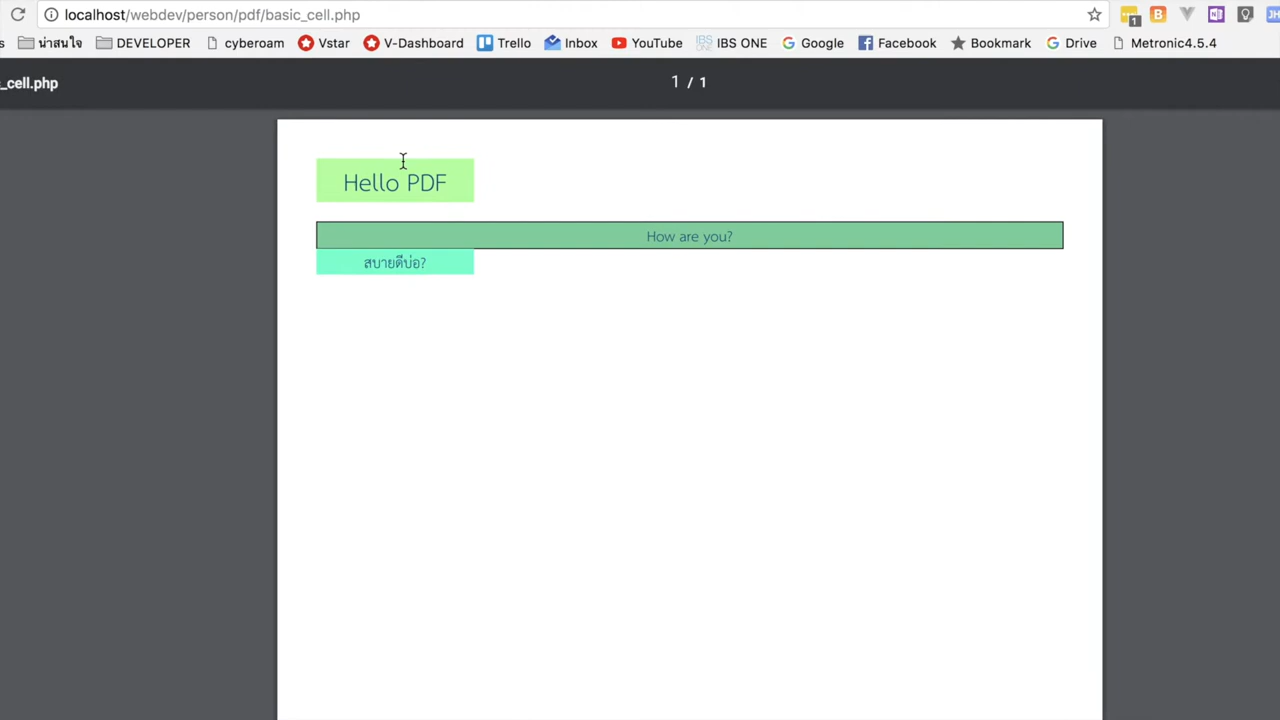 localhost/webdev/person/pdf/basic_cell.php
น่าสนใจ DEVELOPER cyberoam Vstar V-Dashboard Trello Inbox YouTube IBS ONE Google Facebook Bookmark Drive Metronic4.5.4
_cell.php 1 / 1
Hello PDF
How are you?
สบายดีบ่อ?